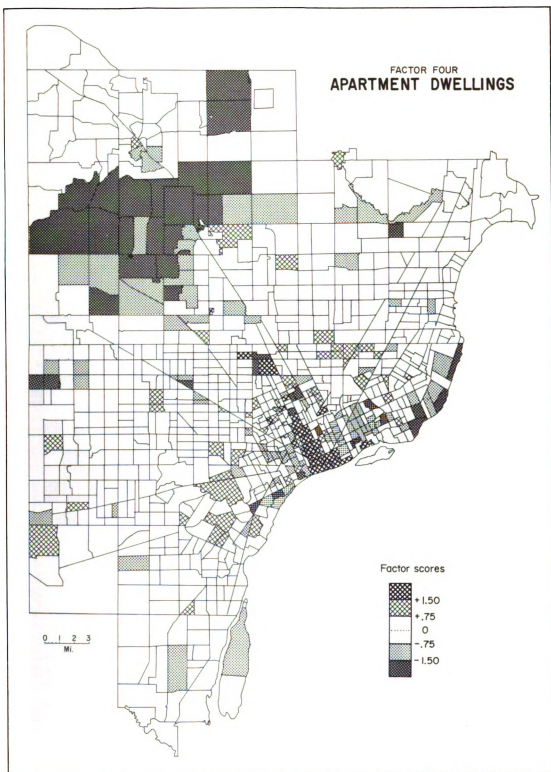 FACTOR FOUR
APARTMENT DWELLINGS
Factor scores
+1.50
+.75
0
-.75
-1.50
0 1 2 3
Mi.